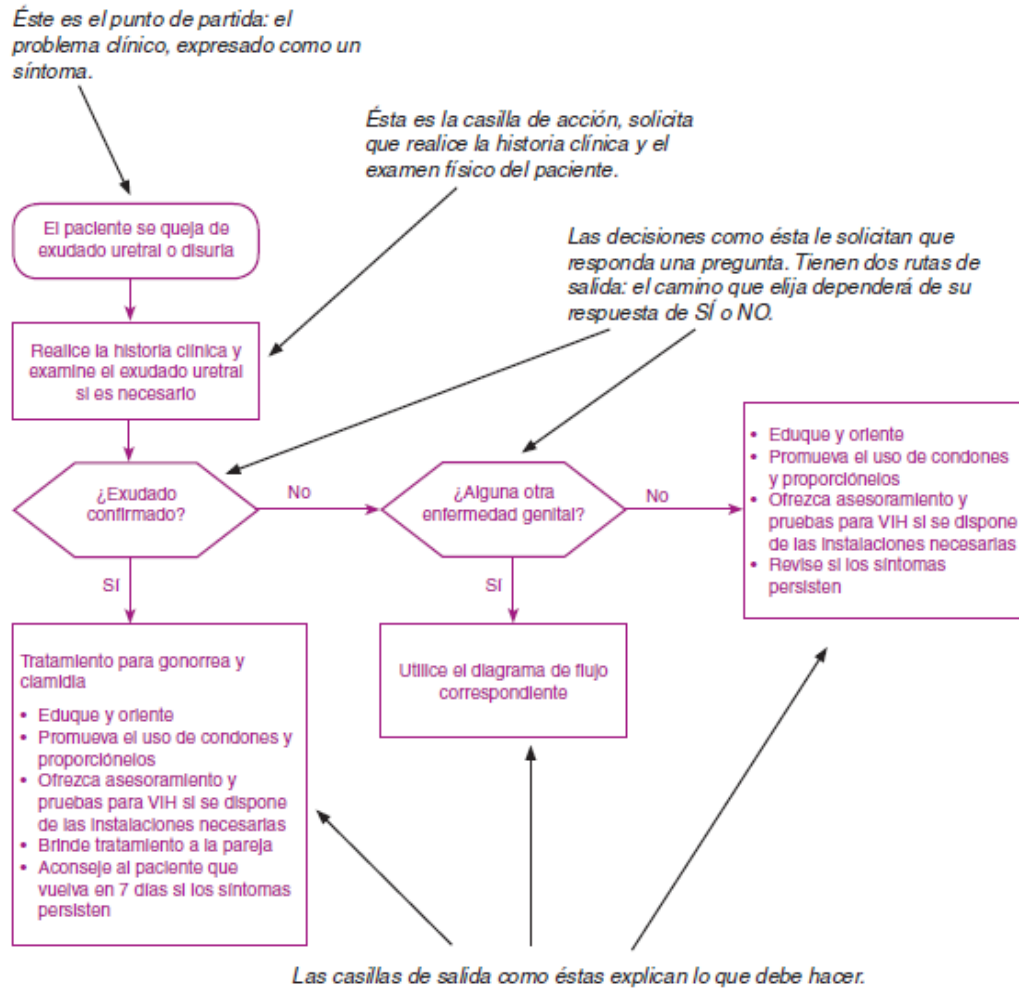 Éste es el punto de partida: el
problema clínico, expresado como un
síntoma.
Ésta es la casilla de acción, solicita
que realice la historia clínica y el
examen físico del paciente.
El paciente se queja de
exudado uretral o disuria
Las decisiones como ésta le solicitan que
responda una pregunta. Tienen dos rutas de
salida: el camino que elija dependerá de su
respuesta de SÍ o NO.
Realice la historia clínica y
examine el exudado uretral
si es necesario
¿Exudado
confirmado?
No
¿Alguna otra
enfermedad genital?
No
• Eduque y oriente
• Promueva el uso de condones
y proporciónelos
• Ofrezca asesoramiento y
pruebas para VIH si se dispone
de las instalaciones necesarias
• Revise si los síntomas
persisten
SÍ
SÍ
Tratamiento para gonorrea y
clamidia
• Eduque y oriente
• Promueva el uso de condones y
proporciónelos
• Ofrezca asesoramiento y
pruebas para VIH si se dispone
de las instalaciones necesarias
• Brinde tratamiento a la pareja
• Aconseje al paciente que
vuelva en 7 días si los síntomas
persisten
Utilice el diagrama de flujo
correspondiente
Las casillas de salida como éstas explican lo que debe hacer.